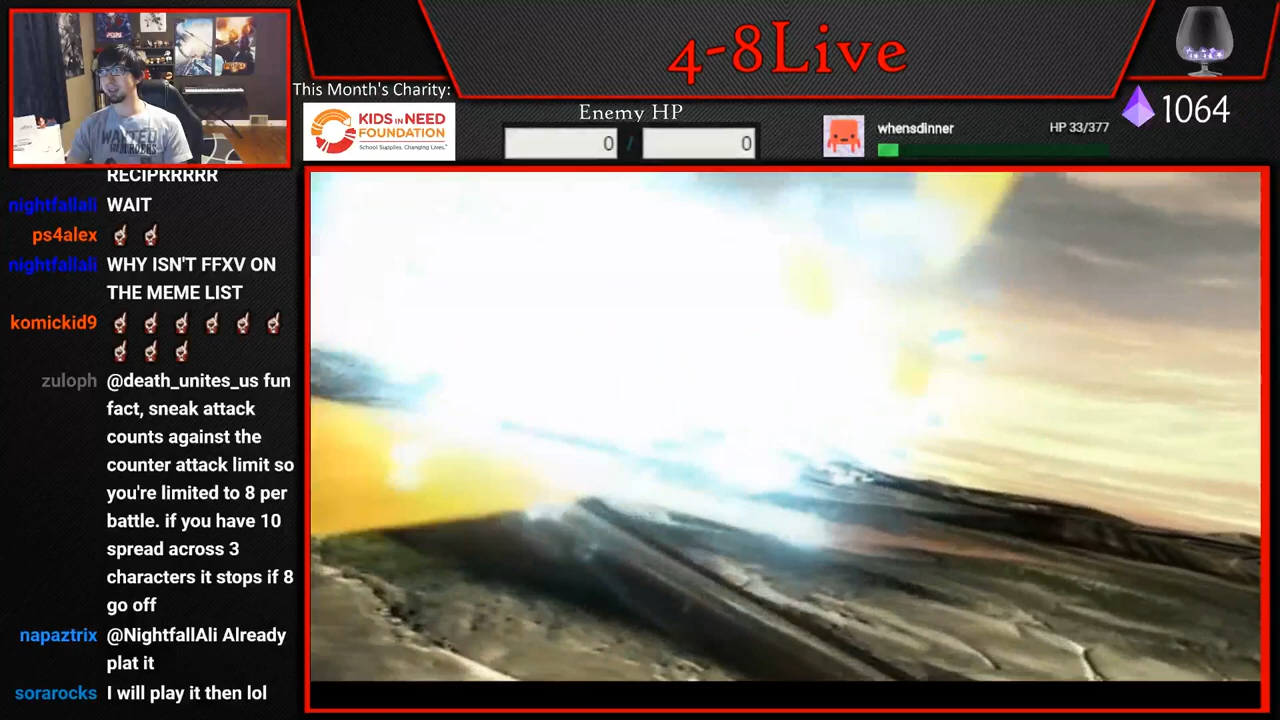 4-8Live
This Month's Charity:
KIDS IN NEED
FOUNDATION
School Supplies. Changing Lives.
Enemy HP
0 / 0
whensdinner HP 33/377
1064
WANTED
RECIPRRRRR
nightfallali WAIT
ps4alex
nightfallali WHY ISN'T FFXV ON
THE MEME LIST
komickid9
zuloph @death_unites_us fun
fact, sneak attack
counts against the
counter attack limit so
you're limited to 8 per
battle. if you have 10
spread across 3
characters it stops if 8
go off
napaztrix @NightfallAli Already
plat it
sorarocks I will play it then lol